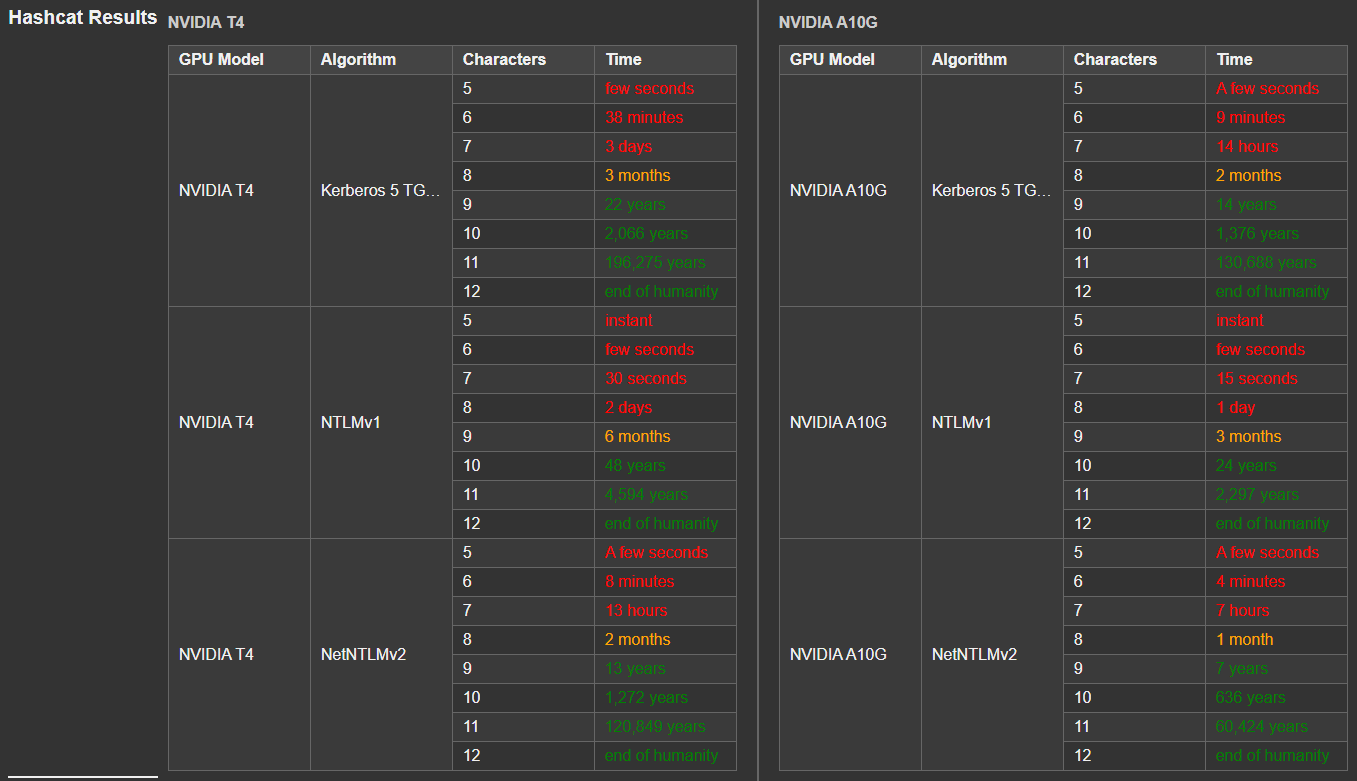 Hashcat Results
NVIDIA T4
GPU Model Algorithm Characters Time
NVIDIA T4 Kerberos 5 TG...
5 few seconds
6 38 minutes
7 3 days
8 3 months
9 22 years
10 2,066 years
11 196,275 years
12 end of humanity
NVIDIA T4 NTLMv1
5 instant
6 few seconds
7 30 seconds
8 2 days
9 6 months
10 48 years
11 4,594 years
12 end of humanity
NVIDIA T4 NetNTLMv2
5 A few seconds
6 8 minutes
7 13 hours
8 2 months
9 13 years
10 1,272 years
11 120,849 years
12 end of humanity
NVIDIA A10G
GPU Model Algorithm Characters Time
NVIDIA A10G Kerberos 5 TG...
5 A few seconds
6 9 minutes
7 14 hours
8 2 months
9 14 years
10 1,376 years
11 130,688 years
12 end of humanity
NVIDIA A10G NTLMv1
5 instant
6 few seconds
7 15 seconds
8 1 day
9 3 months
10 24 years
11 2,297 years
12 end of humanity
NVIDIA A10G NetNTLMv2
5 A few seconds
6 4 minutes
7 7 hours
8 1 month
9 7 years
10 636 years
11 60,424 years
12 end of humanity